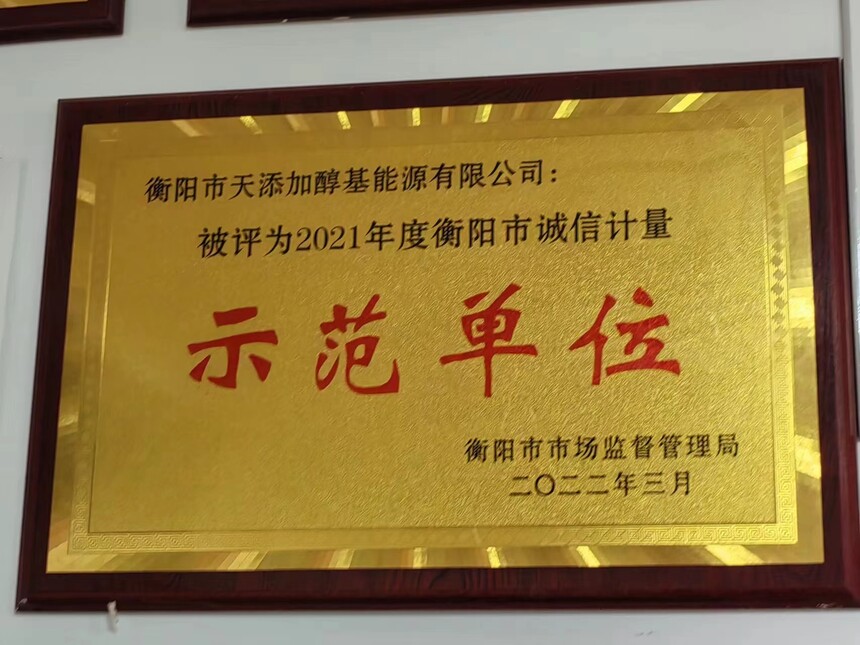 衡阳市天添加醇基能源有限公司：
被评为2021年度衡阳市诚信计量
示范单位
衡阳市市场监督管理局
二〇二二年三月